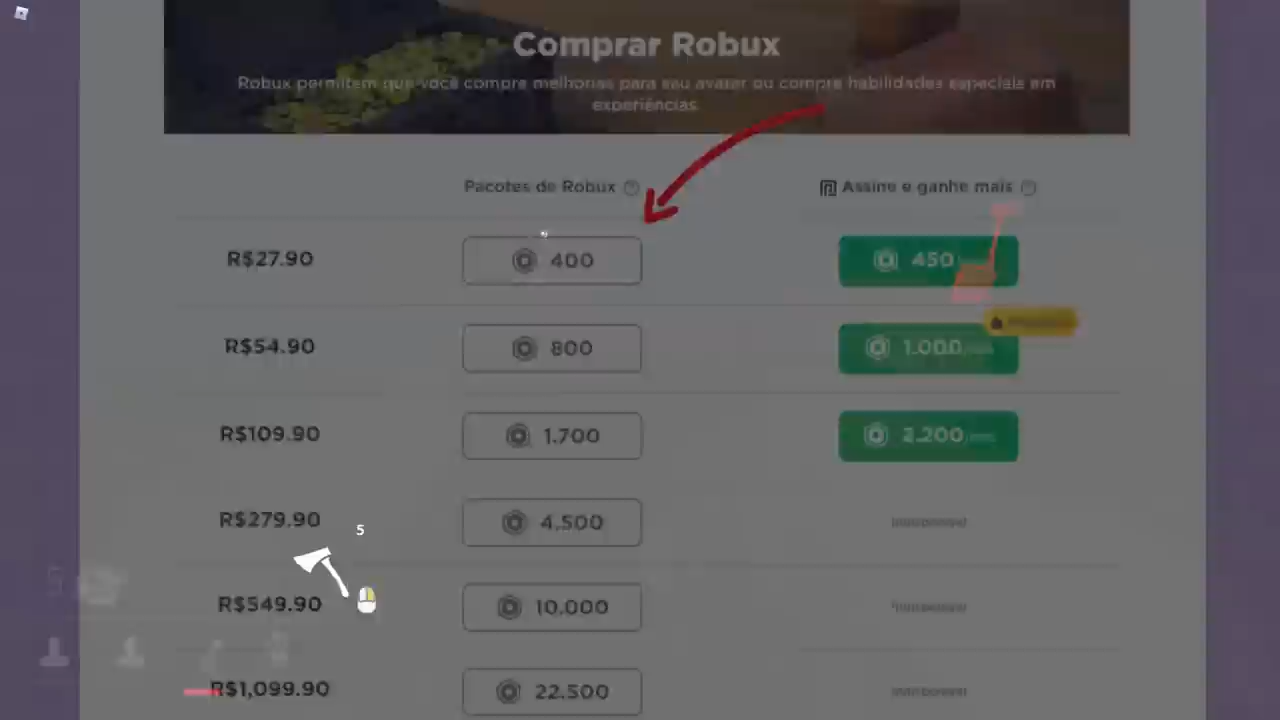 Comprar Robux
Robux permitem que você compre melhorias para seu avatar ou compre habilidades especiais em
experiências.
Pacotes de Robux
Assine e ganhe mais
R$27.90
400
450
R$54.90
800
1.000
R$109.90
1.700
2.200
R$279.90
4.500
5
R$549.90
10.000
R$1,099.90
22.500